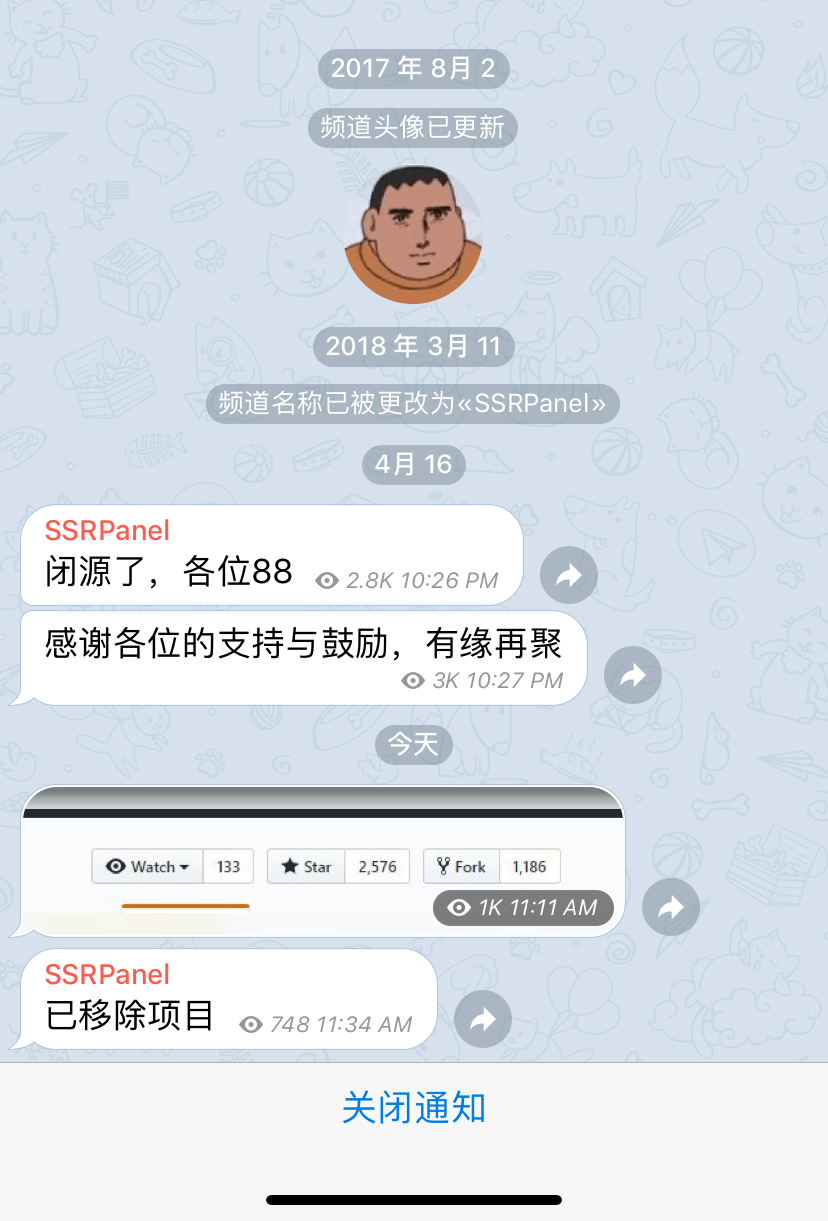 2017 年 8月 2
频道头像已更新
2018 年 3月 11
频道名称已被更改为«SSRPanel»
4月 16
SSRPanel
闭源了，各位88 2.8K 10:26 PM
感谢各位的支持与鼓励，有缘再聚
3K 10:27 PM
今天
Watch 133 Star 2,576 Fork 1,186
1K 11:11 AM
SSRPanel
已移除项目 748 11:34 AM
关闭通知